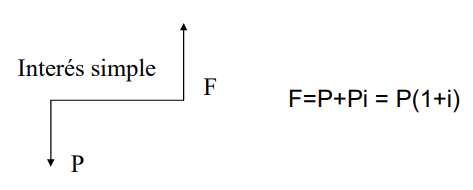 Interés simple
F
F=P+Pi = P(1+i)
P